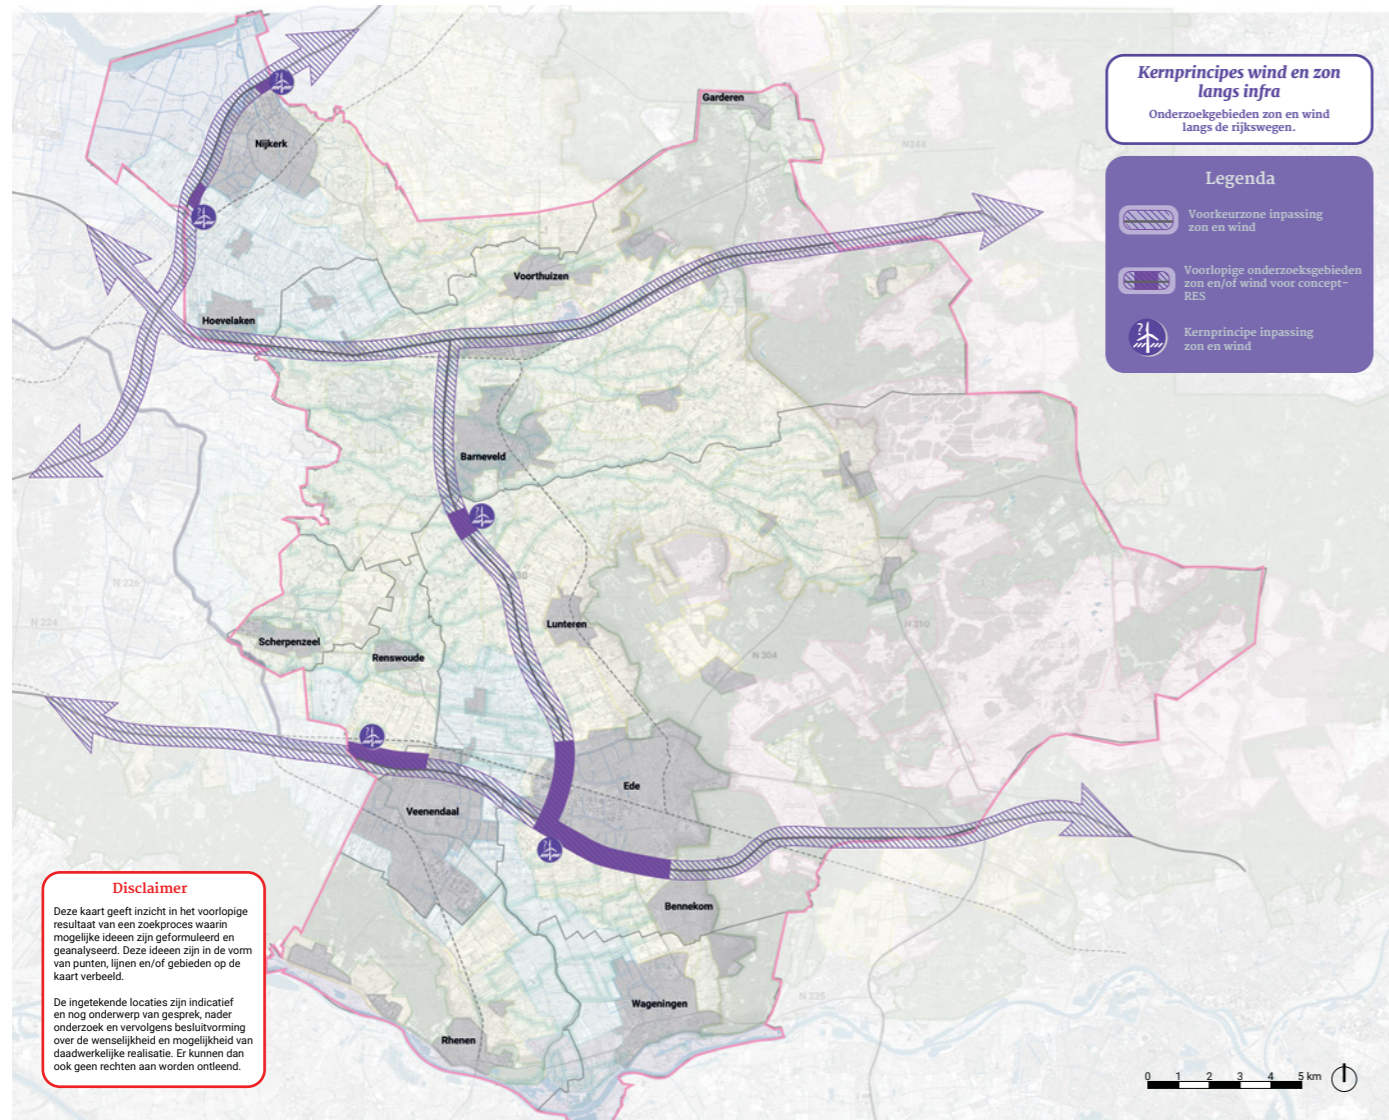 Kernprincipes wind en zon
langs infra
Onderzoekgebieden zon en wind
langs de rijkswegen.
Legenda
Voorkeurzone inpassing
zon en wind
Voorlopige onderzoeksgebieden
zon en/of wind voor concept-
RES
?
Kernprincipe inpassing
zon en wind
Garderen
N244
Nijkerk
Voorthuizen
Hoevelaken
Barneveld
N 226
N 224
Scherpenzeel
Renswoude
Lunteren
N 310
N 304
Ede
Veenendaal
Bennekom
Wageningen
N 225
Rhenen
Disclaimer
Deze kaart geeft inzicht in het voorlopige
resultaat van een zoekproces waarin
mogelijke ideeen zijn geformuleerd en
geanalyseerd. Deze ideeen zijn in de vorm
van punten, lijnen en/of gebieden op de
kaart verbeeld.
De ingetekende locaties zijn indicatief
en nog onderwerp van gesprek, nader
onderzoek en vervolgens besluitvorming
over de wenselijkheid en mogelijkheid van
daadwerkelijke realisatie. Er kunnen dan
ook geen rechten aan worden ontleend.
0 1 2 3 4 5 km